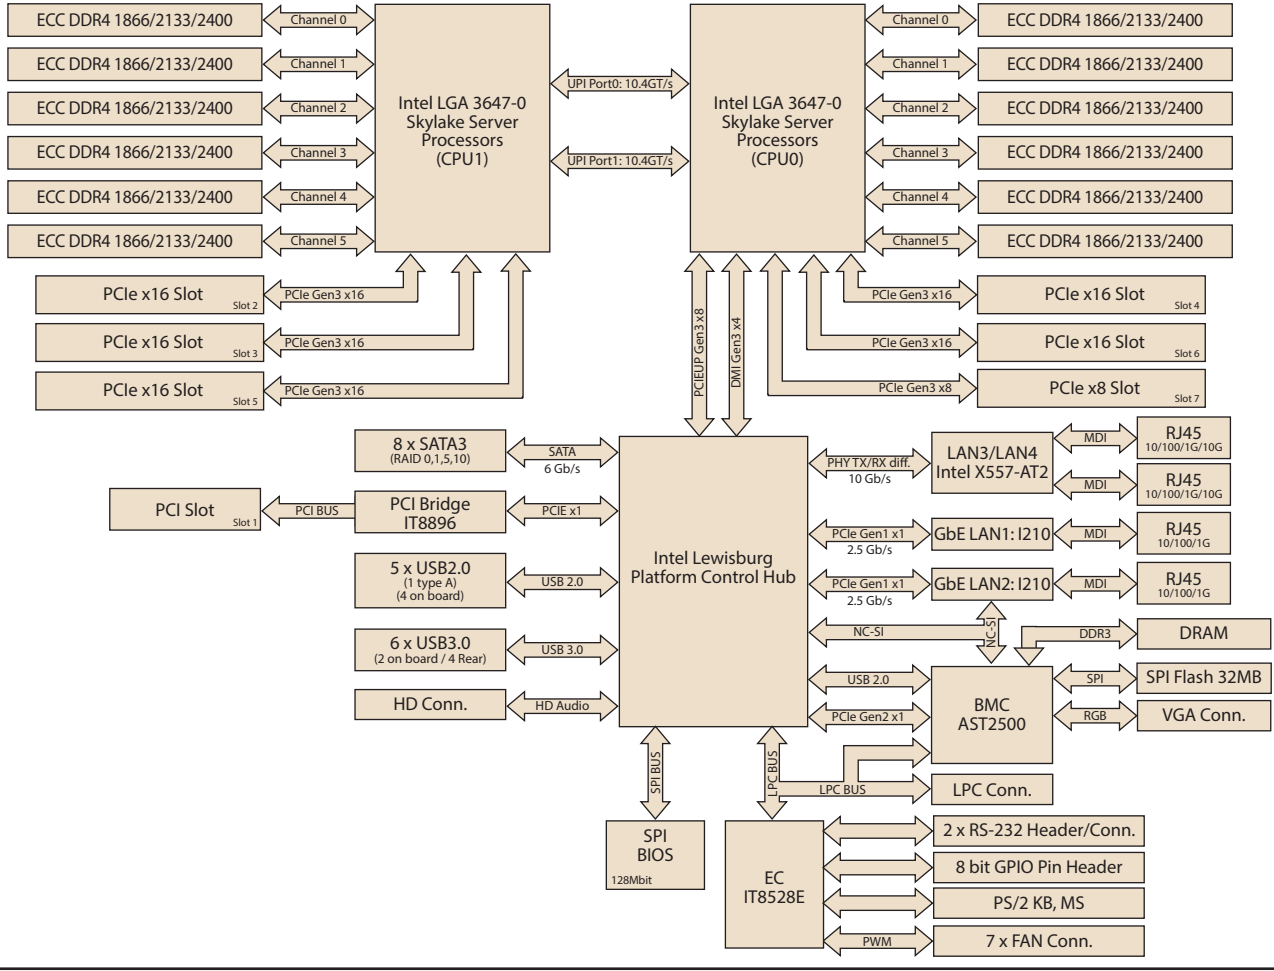 ECC DDR4 1866/2133/2400
Channel 0
ECC DDR4 1866/2133/2400
Channel 1
ECC DDR4 1866/2133/2400
Channel 2
ECC DDR4 1866/2133/2400
Channel 3
ECC DDR4 1866/2133/2400
Channel 4
ECC DDR4 1866/2133/2400
Channel 5
Intel LGA 3647-0
Skylake Server
Processors
(CPU1)
UPI Port0: 10.4GT/s
UPI Port1: 10.4GT/s
Intel LGA 3647-0
Skylake Server
Processors
(CPU0)
Channel 0
ECC DDR4 1866/2133/2400
Channel 1
ECC DDR4 1866/2133/2400
Channel 2
ECC DDR4 1866/2133/2400
Channel 3
ECC DDR4 1866/2133/2400
Channel 4
ECC DDR4 1866/2133/2400
Channel 5
ECC DDR4 1866/2133/2400
PCIe x16 Slot
Slot 2
PCIe Gen3 x16
PCIe x16 Slot
Slot 3
PCIe Gen3 x16
PCIe x16 Slot
Slot 5
PCIe Gen3 x16
PCIEUP Gen3 x8
DMI Gen3 x4
PCIe Gen3 x16
PCIe x16 Slot
Slot 4
PCIe Gen3 x16
PCIe x16 Slot
Slot 6
PCIe Gen3 x8
PCIe x8 Slot
Slot 7
8 x SATA3
(RAID 0,1,5,10)
SATA
6 Gb/s
PCI Slot
Slot 1
PCI BUS
PCI Bridge
IT8896
PCIE x1
5 x USB2.0
(1 type A)
(4 on board)
USB 2.0
6 x USB3.0
(2 on board / 4 Rear)
USB 3.0
HD Conn.
HD Audio
Intel Lewisburg
Platform Control Hub
PHY TX/RX diff.
10 Gb/s
LAN3/LAN4
Intel X557-AT2
MDI
RJ45
10/100/1G/10G
MDI
RJ45
10/100/1G/10G
PCIe Gen1 x1
2.5 Gb/s
GbE LAN1: I210
MDI
RJ45
10/100/1G
PCIe Gen1 x1
2.5 Gb/s
GbE LAN2: I210
MDI
RJ45
10/100/1G
NC-SI
NC-SI
DDR3
DRAM
USB 2.0
PCIe Gen2 x1
BMC
AST2500
SPI
SPI Flash 32MB
RGB
VGA Conn.
SPI BUS
LPC BUS
LPC BUS
LPC Conn.
SPI
BIOS
128Mbit
EC
IT8528E
2 x RS-232 Header/Conn.
8 bit GPIO Pin Header
PS/2 KB, MS
PWM
7 x FAN Conn.